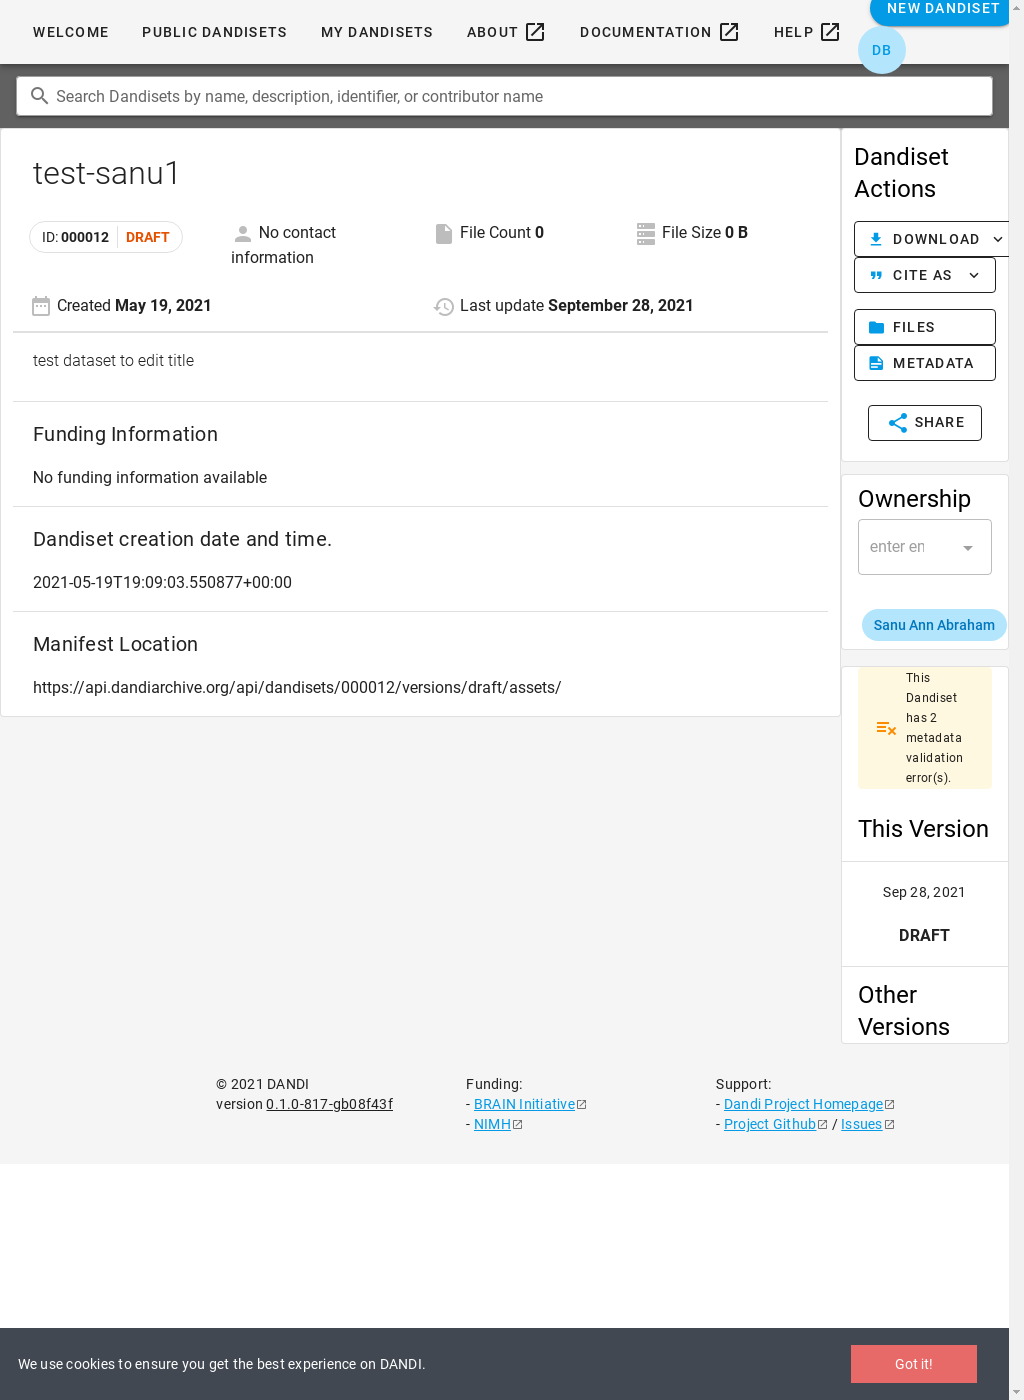 WELCOME
PUBLIC DANDISETS
MY DANDISETS
ABOUT
DOCUMENTATION
HELP
NEW DANDISET
DB
Search Dandisets by name, description, identifier, or contributor name
test-sanu1
ID: 000012 DRAFT
No contact
information
File Count 0
File Size 0 B
Created May 19, 2021
Last update September 28, 2021
test dataset to edit title
Funding Information
No funding information available
Dandiset creation date and time.
2021-05-19T19:09:03.550877+00:00
Manifest Location
https://api.dandiarchive.org/api/dandisets/000012/versions/draft/assets/
Dandiset
Actions
DOWNLOAD
CITE AS
FILES
METADATA
SHARE
Ownership
enter en
Sanu Ann Abraham
This
Dandiset
has 2
metadata
validation
error(s).
This Version
Sep 28, 2021
DRAFT
Other
Versions
© 2021 DANDI
version 0.1.0-817-gb08f43f
Funding:
- BRAIN Initiative
- NIMH
Support:
- Dandi Project Homepage
- Project Github / Issues
We use cookies to ensure you get the best experience on DANDI.
Got it!